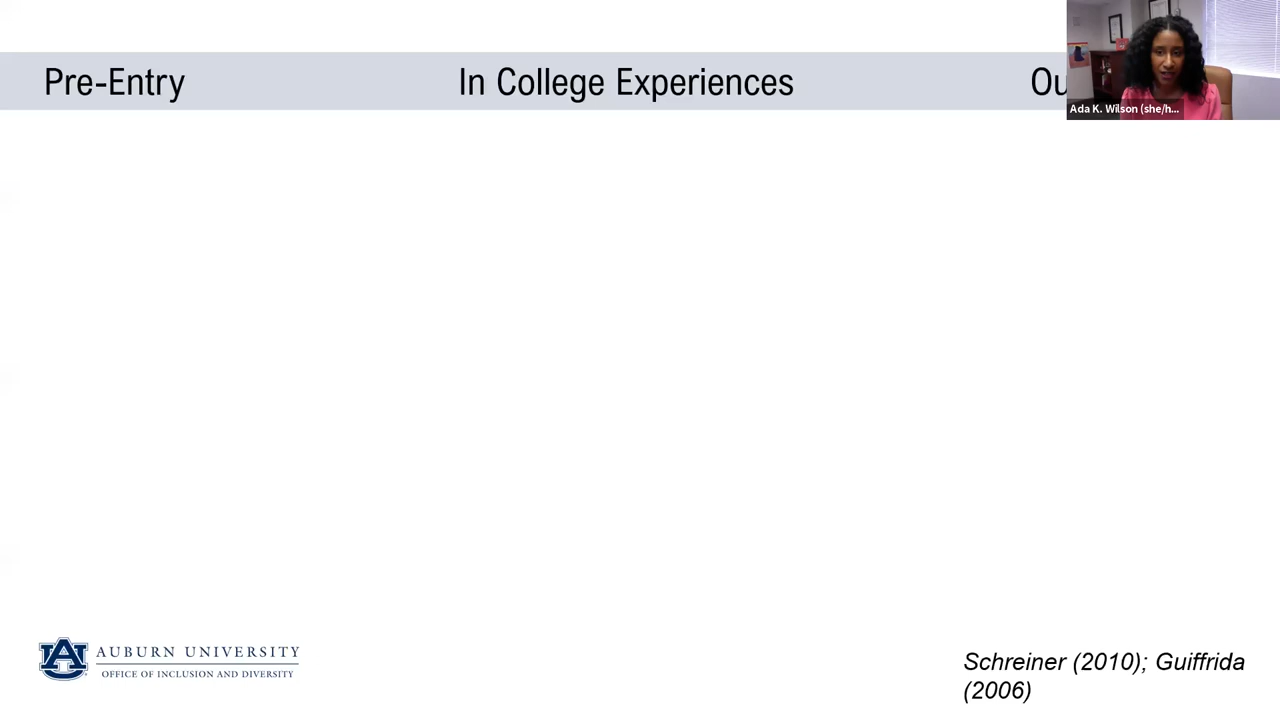 Pre-Entry
In College Experiences
Ada K. Wilson (she/h...
AUBURN UNIVERSITY
OFFICE OF INCLUSION AND DIVERSITY
Schreiner (2010); Guiffrida
(2006)